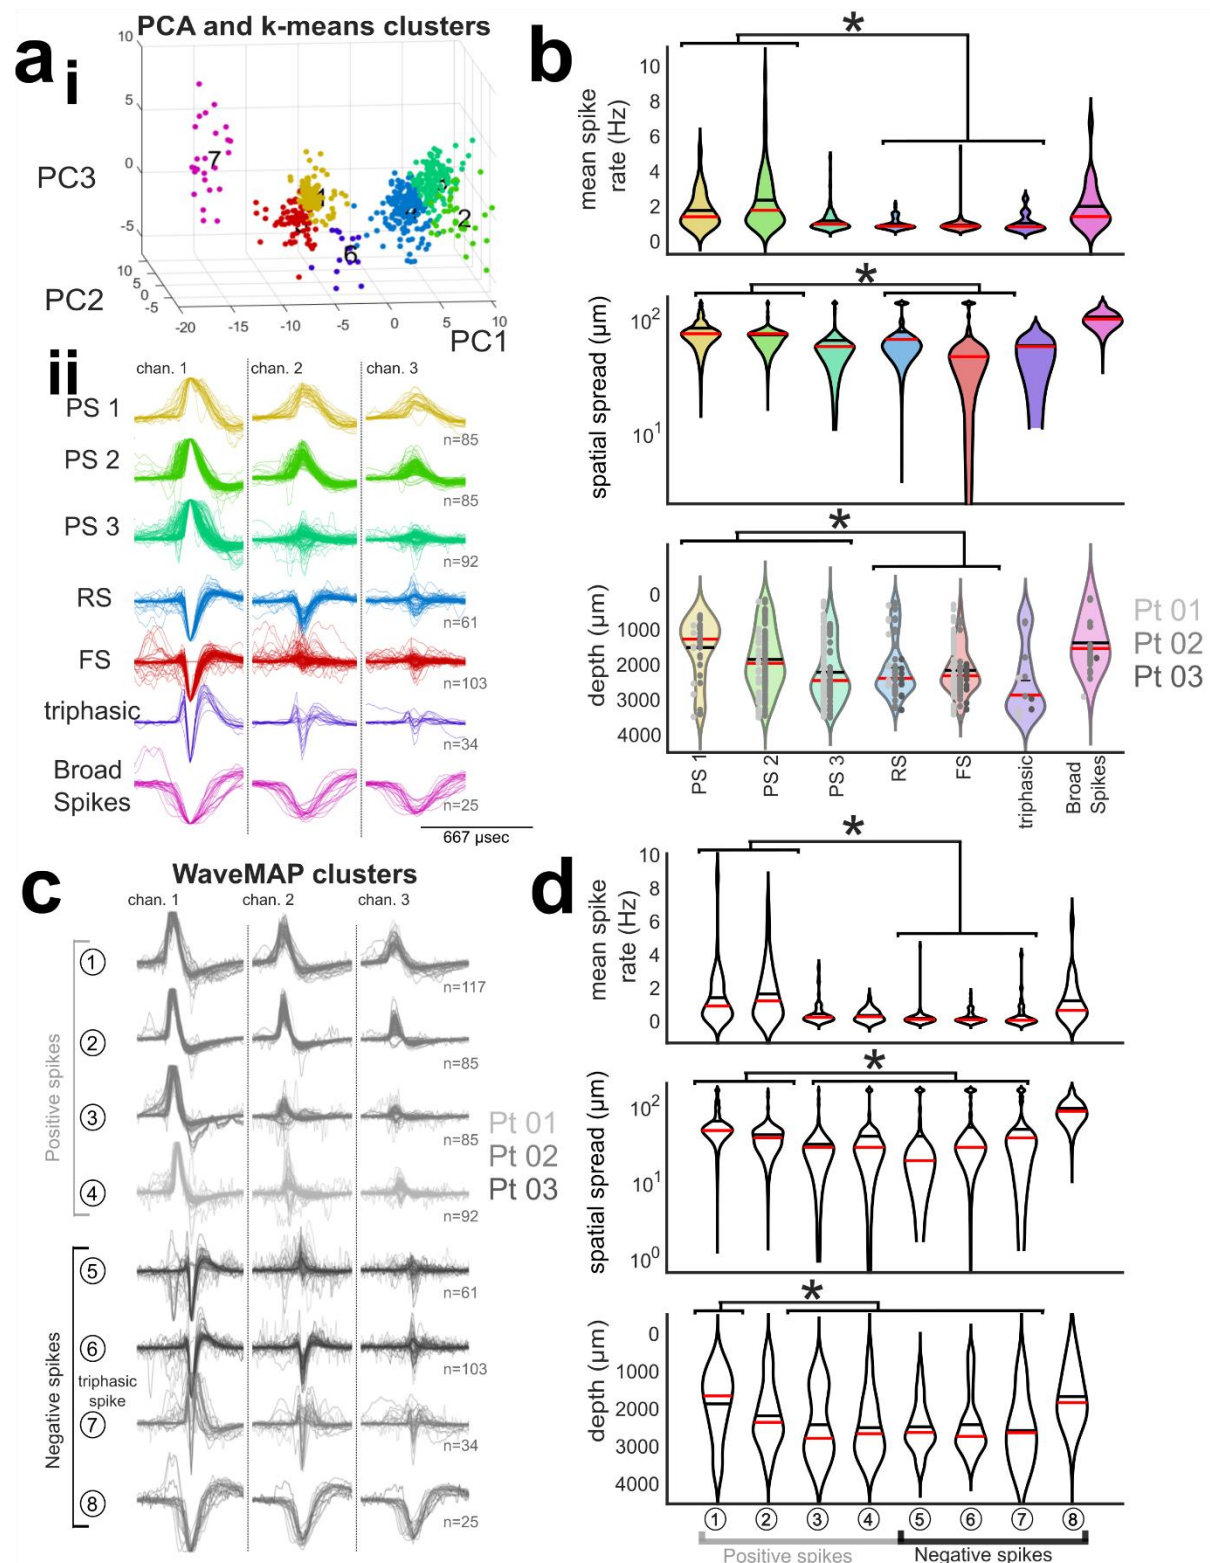 a
i
PCA and k-means clusters
10
5
0
-5
PC3
10
5
0
-5
PC2
-20
-15
-10
-5
0
5
10
PC1
7
6
2
ii
chan. 1
chan. 2
chan. 3
PS 1
n=85
PS 2
n=85
PS 3
n=92
RS
n=61
FS
n=103
triphasic
n=34
Broad
Spikes
n=25
667 µsec
b
*
mean spike
rate (Hz)
10
8
6
4
2
0
*
spatial spread (µm)
10²
10¹
*
depth (µm)
0
1000
2000
3000
4000
Pt 01
Pt 02
Pt 03
PS 1
PS 2
PS 3
RS
FS
triphasic
Broad
Spikes
c
WaveMAP clusters
chan. 1
chan. 2
chan. 3
Positive spikes
①
n=117
②
n=85
③
n=85
④
n=92
Pt 01
Pt 02
Pt 03
Negative spikes
⑤
n=61
⑥
n=103
triphasic
spike
⑦
n=34
⑧
n=25
d
*
mean spike
rate (Hz)
10
8
6
4
2
0
*
spatial spread (µm)
10²
10¹
10⁰
*
depth (µm)
0
1000
2000
3000
4000
① ② ③ ④ ⑤ ⑥ ⑦ ⑧
Positive spikes
Negative spikes